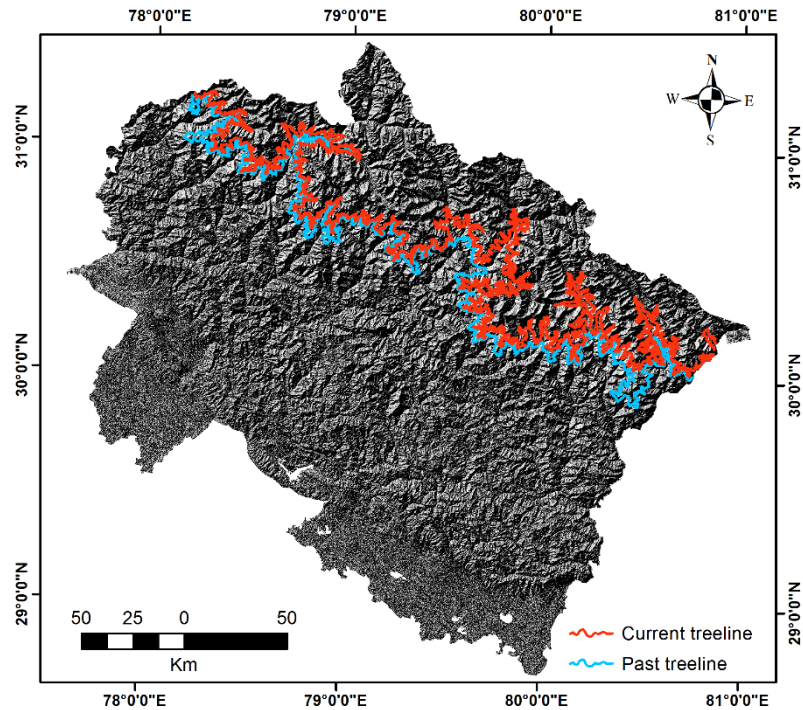 78°0'0"E 79°0'0"E 80°0'0"E 81°0'0"E
N
W E
S
31°0'0"N 31°0'0"N
30°0'0"N 30°0'0"N
29°0'0"N 29°0'0"N
50 25 0 50
Km
Current treeline
Past treeline
78°0'0"E 79°0'0"E 80°0'0"E 81°0'0"E